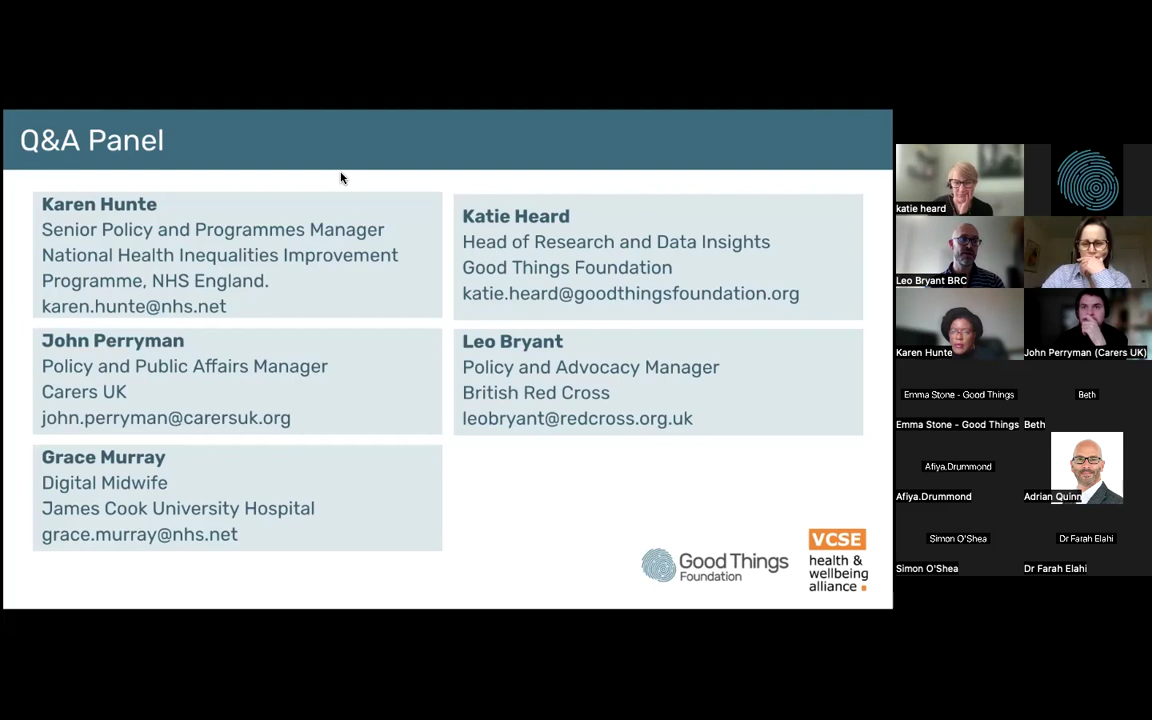 Q&A Panel
Karen Hunte
Senior Policy and Programmes Manager
National Health Inequalities Improvement
Programme, NHS England.
karen.hunte@nhs.net
Katie Heard
Head of Research and Data Insights
Good Things Foundation
katie.heard@goodthingsfoundation.org
John Perryman
Policy and Public Affairs Manager
Carers UK
john.perryman@carersuk.org
Leo Bryant
Policy and Advocacy Manager
British Red Cross
leobryant@redcross.org.uk
Grace Murray
Digital Midwife
James Cook University Hospital
grace.murray@nhs.net
Good Things
Foundation
VCSE
health &
wellbeing
alliance
katie heard
Leo Bryant BRC
Karen Hunte
John Perryman (Carers UK)
Emma Stone - Good Things
Beth
Emma Stone - Good Things
Beth
Afiya.Drummond
Afiya.Drummond
Adrian Quinn
Simon O'Shea
Dr Farah Elahi
Simon O'Shea
Dr Farah Elahi